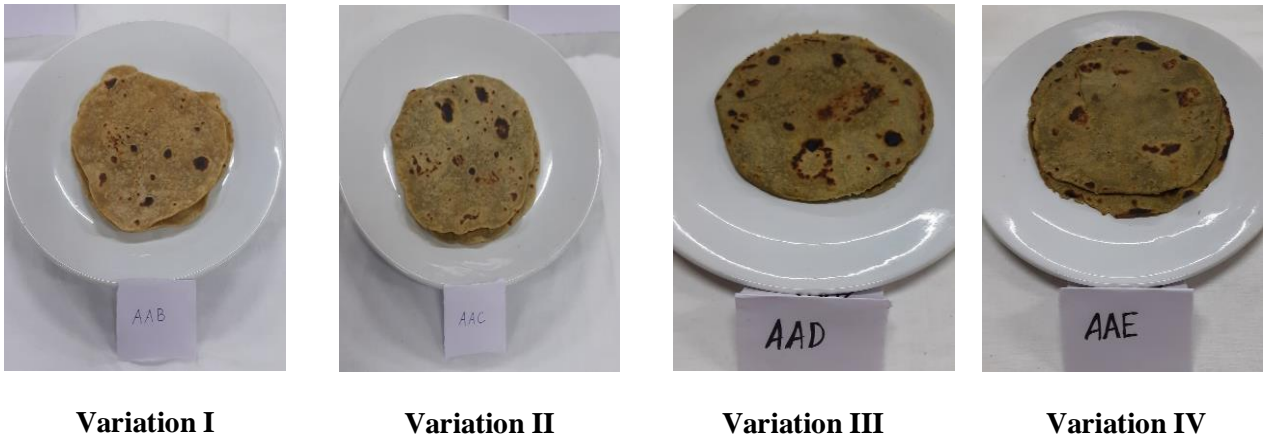 AAB
AAC
AAD
AAE
Variation I
Variation II
Variation III
Variation IV